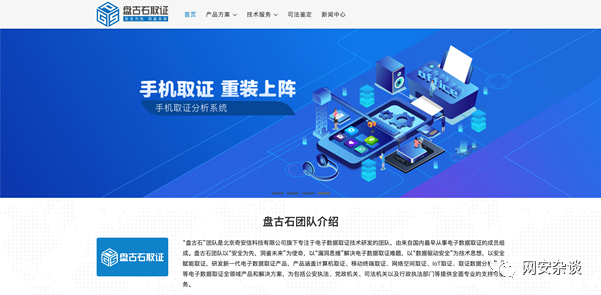 盘古石取证
安全为先 洞鉴未来
首页 产品方案 技术服务 司法鉴定 新闻中心
手机取证 重装上阵
手机取证分析系统
office
盘古石团队介绍
盘古石取证
“盘古石”团队是北京奇安信科技有限公司旗下专注于电子数据取证技术研发的团队，由来自国内最早从事电子数据取证的成员组
成。盘古石团队以“安全为先，洞鉴未来”为使命，以“漏洞思维”解决电子数据取证难题，以“数据驱动安全”为技术思想，以安全
赋能取证，研发新一代电子数据取证产品，产品涵盖计算机取证、移动终端取证、网络空间取证、IoT取证、取证数据分析
等电子数据取证全领域产品和解决方案，为包括公安执法、党政机关、司法机关以及行政执法部门等提供全面专业的支持与服
务。
网安杂谈